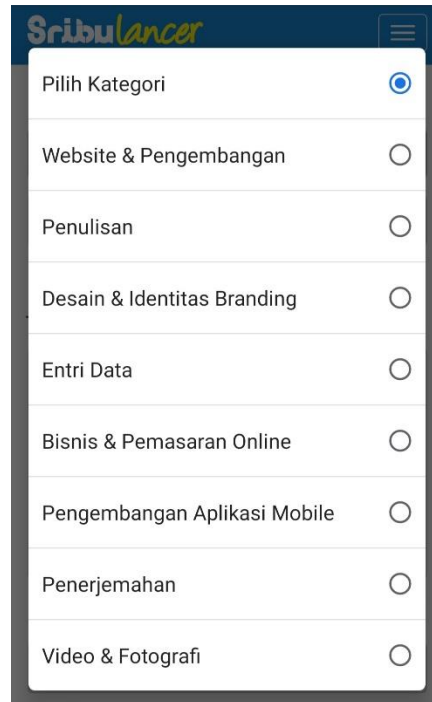 Sribulancer
Pilih Kategori
Website & Pengembangan
Penulisan
Desain & Identitas Branding
Entri Data
Bisnis & Pemasaran Online
Pengembangan Aplikasi Mobile
Penerjemahan
Video & Fotografi